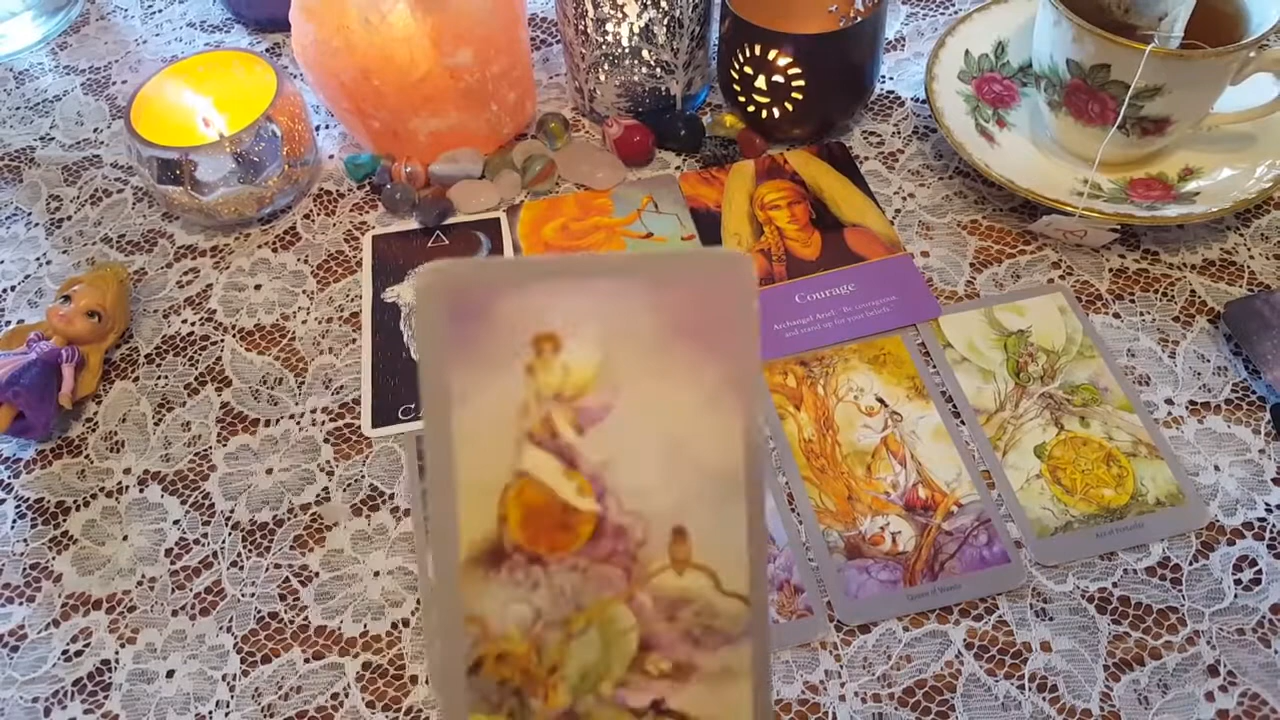 Courage
Archangel Ariel: "Be courageous,
and stand up for your beliefs."
Queen of Wands
Ace of Pentacles